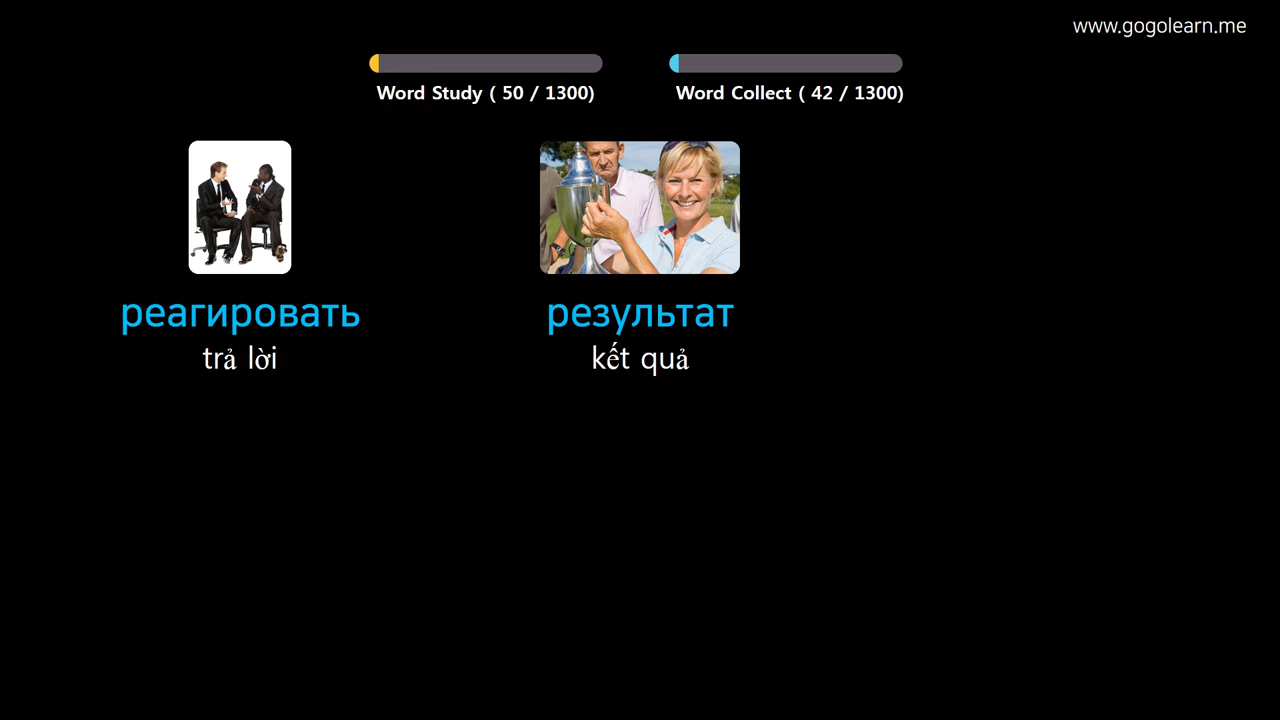 www.gogolearn.me
Word Study ( 50 / 1300)
Word Collect ( 42 / 1300)
реагировать
trả lời
результат
kết quả